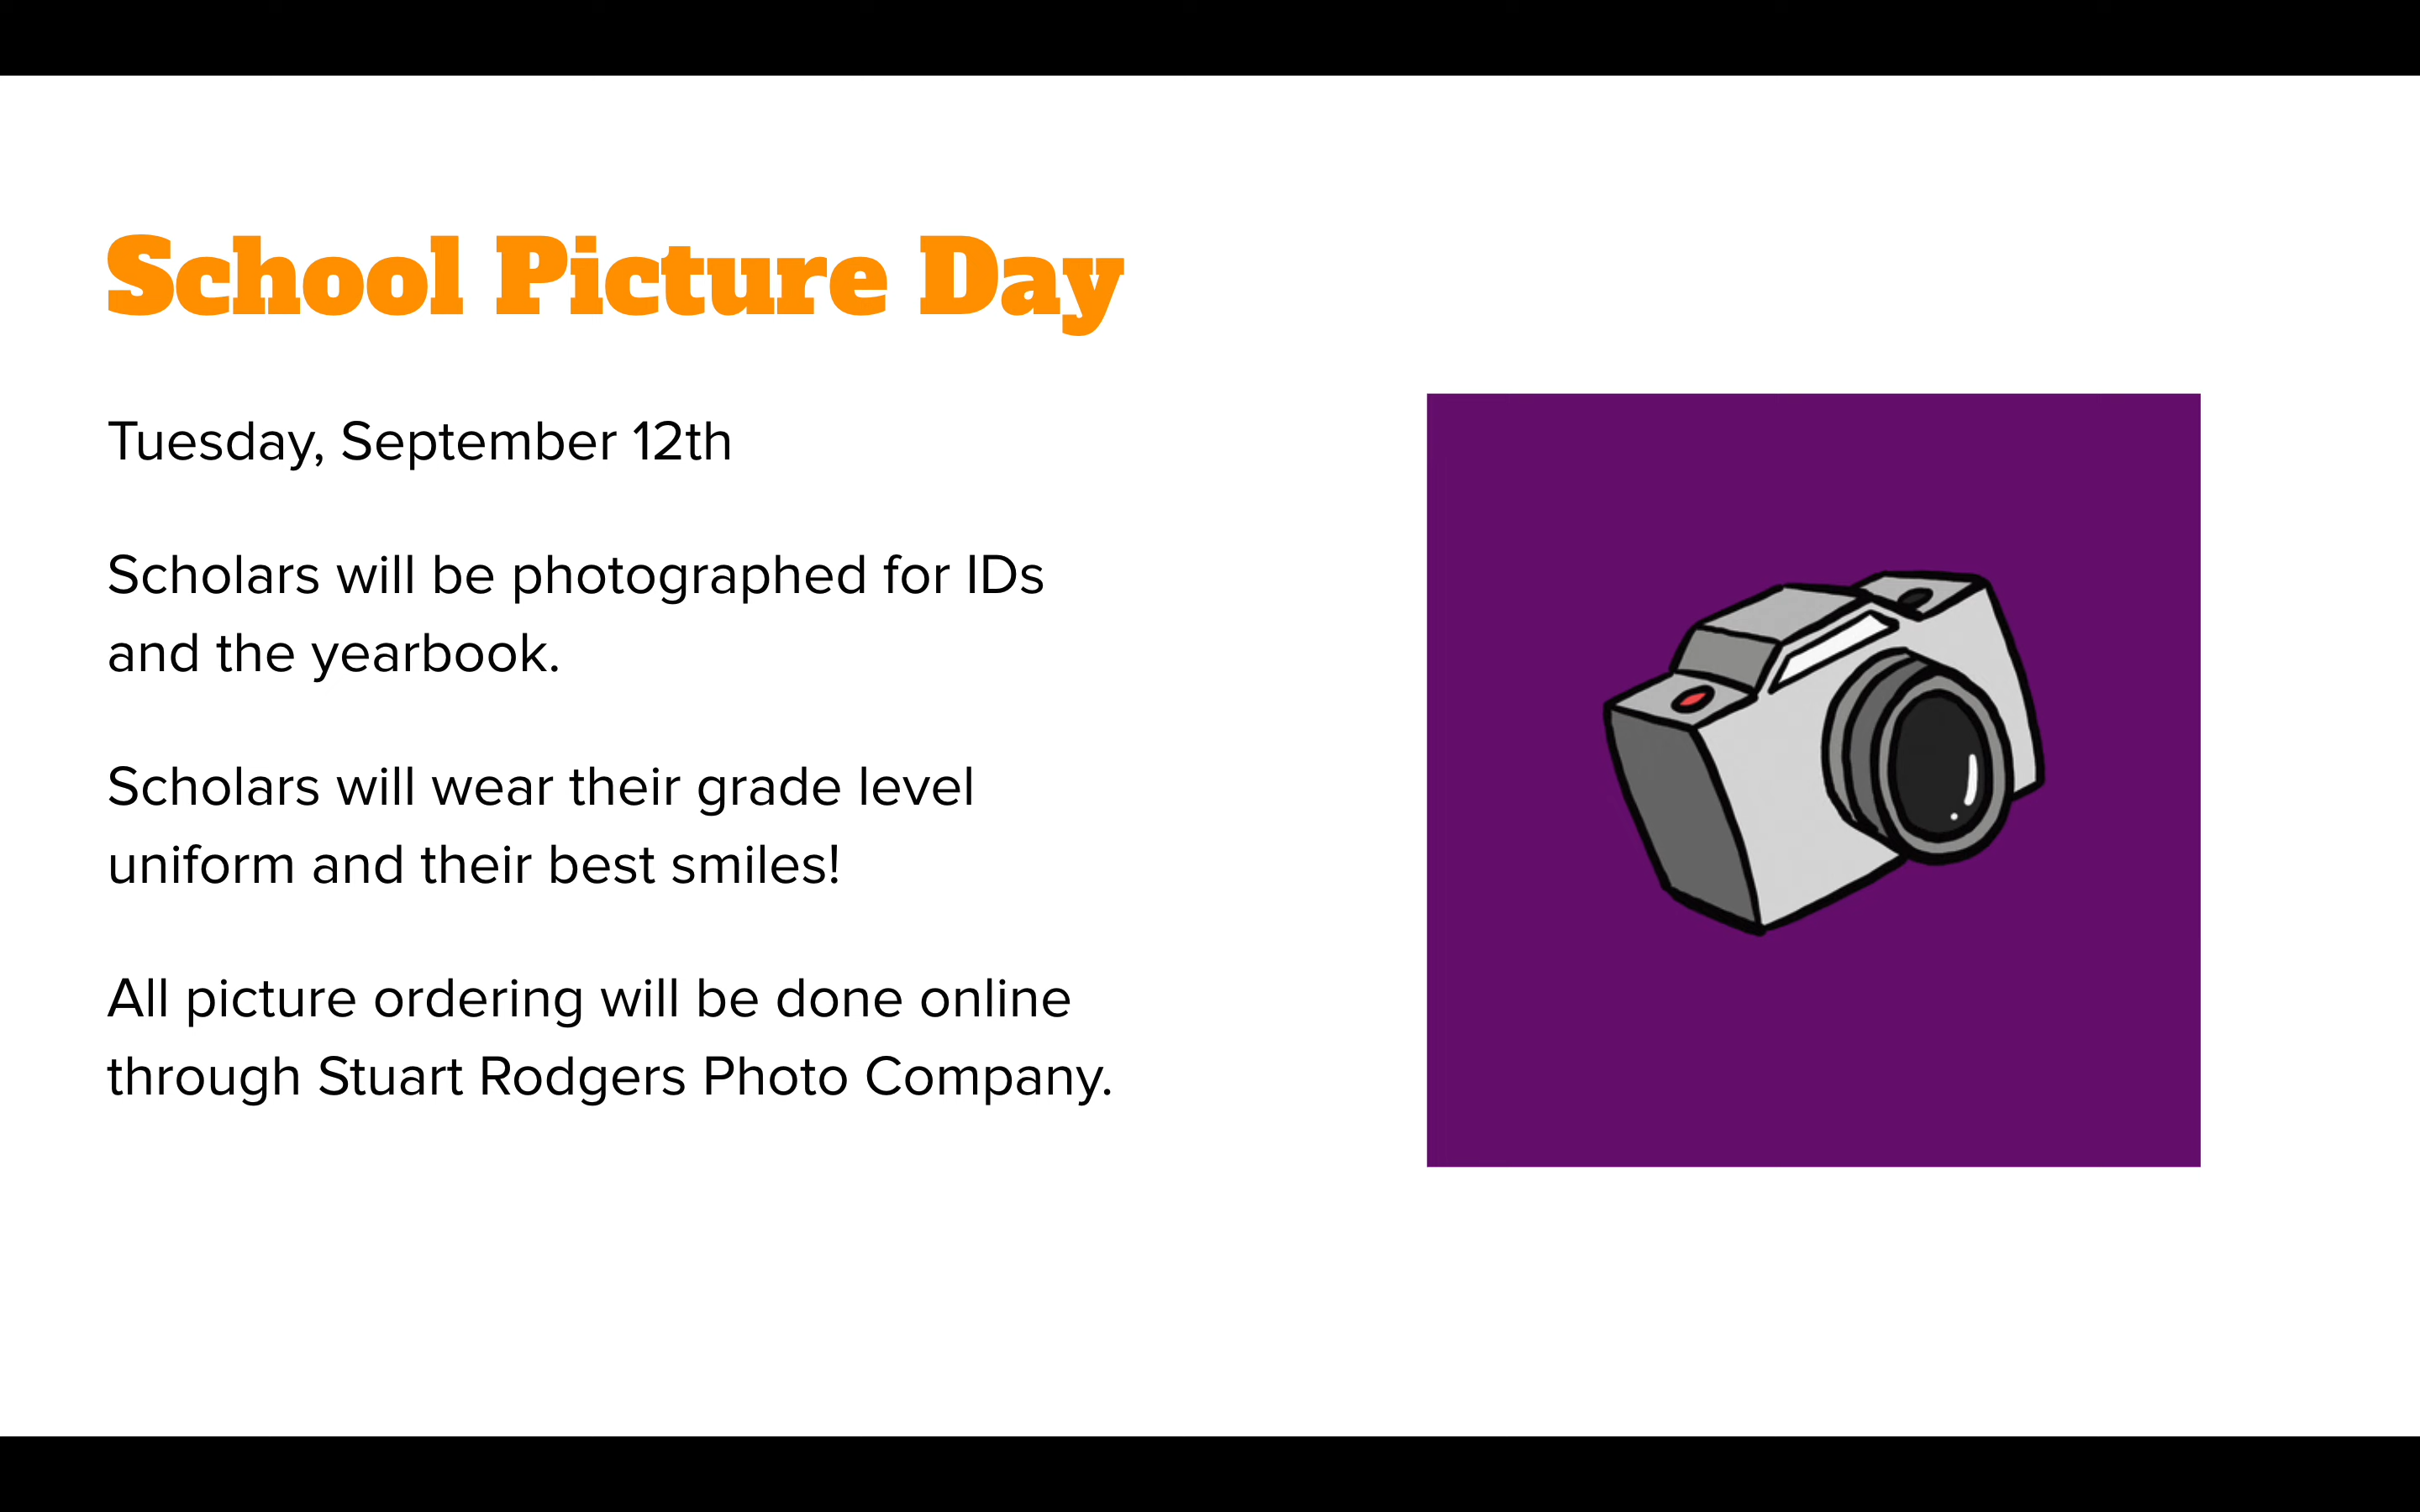 School Picture Day
Tuesday, September 12th
Scholars will be photographed for IDs
and the yearbook.
Scholars will wear their grade level
uniform and their best smiles!
All picture ordering will be done online
through Stuart Rodgers Photo Company.